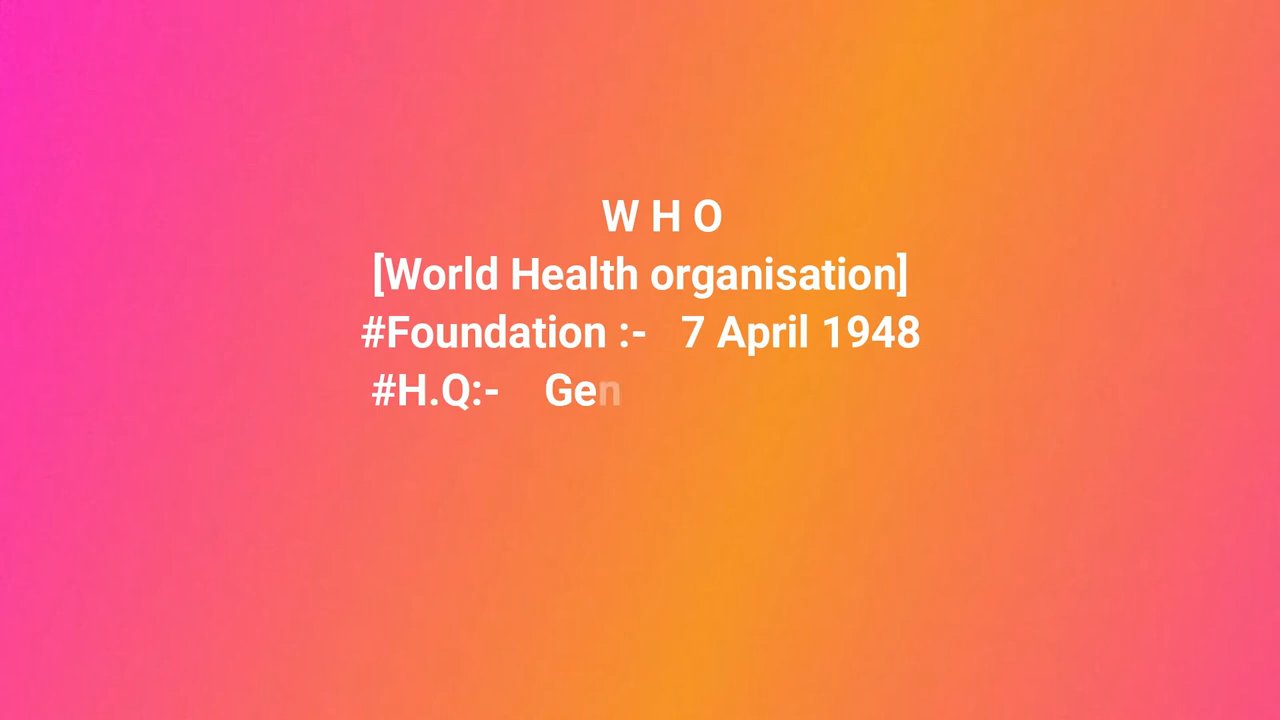 W H O
[World Health organisation]
#Foundation :- 7 April 1948
#H.Q:- Gen